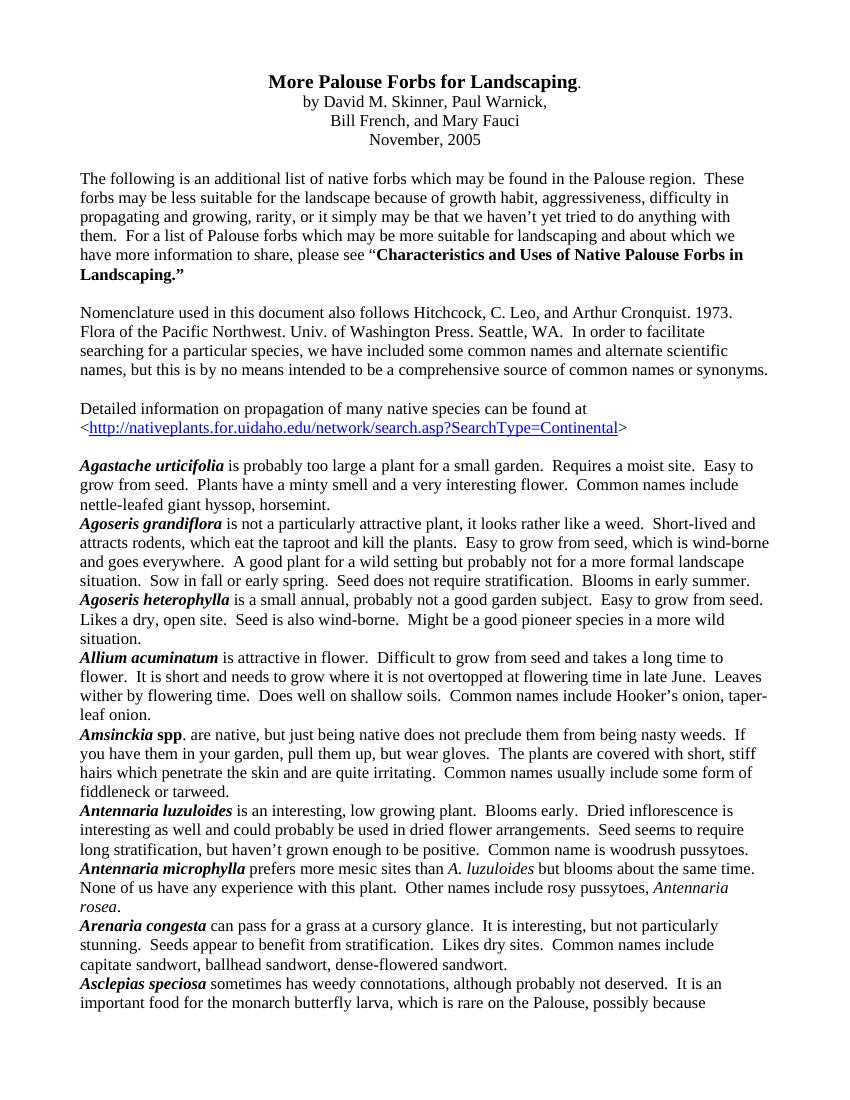 More Palouse Forbs for Landscaping.
by David M. Skinner, Paul Warnick,
Bill French, and Mary Fauci
November, 2005
The following is an additional list of native forbs which may be found in the Palouse region.  These
forbs may be less suitable for the landscape because of growth habit, aggressiveness, difficulty in
propagating and growing, rarity, or it simply may be that we haven’t yet tried to do anything with
them.  For a list of Palouse forbs which may be more suitable for landscaping and about which we
have more information to share, please see “Characteristics and Uses of Native Palouse Forbs in
Landscaping.”
Nomenclature used in this document also follows Hitchcock, C. Leo, and Arthur Cronquist. 1973.
Flora of the Pacific Northwest. Univ. of Washington Press. Seattle, WA.  In order to facilitate
searching for a particular species, we have included some common names and alternate scientific
names, but this is by no means intended to be a comprehensive source of common names or synonyms.
Detailed information on propagation of many native species can be found at
<http://nativeplants.for.uidaho.edu/network/search.asp?SearchType=Continental>
Agastache urticifolia is probably too large a plant for a small garden.  Requires a moist site.  Easy to
grow from seed.  Plants have a minty smell and a very interesting flower.  Common names include
nettle-leafed giant hyssop, horsemint.
Agoseris grandiflora is not a particularly attractive plant, it looks rather like a weed.  Short-lived and
attracts rodents, which eat the taproot and kill the plants.  Easy to grow from seed, which is wind-borne
and goes everywhere.  A good plant for a wild setting but probably not for a more formal landscape
situation.  Sow in fall or early spring.  Seed does not require stratification.  Blooms in early summer.
Agoseris heterophylla is a small annual, probably not a good garden subject.  Easy to grow from seed.
Likes a dry, open site.  Seed is also wind-borne.  Might be a good pioneer species in a more wild
situation.
Allium acuminatum is attractive in flower.  Difficult to grow from seed and takes a long time to
flower.  It is short and needs to grow where it is not overtopped at flowering time in late June.  Leaves
wither by flowering time.  Does well on shallow soils.  Common names include Hooker’s onion, taper-
leaf onion.
Amsinckia spp. are native, but just being native does not preclude them from being nasty weeds.  If
you have them in your garden, pull them up, but wear gloves.  The plants are covered with short, stiff
hairs which penetrate the skin and are quite irritating.  Common names usually include some form of
fiddleneck or tarweed.
Antennaria luzuloides is an interesting, low growing plant.  Blooms early.  Dried inflorescence is
interesting as well and could probably be used in dried flower arrangements.  Seed seems to require
long stratification, but haven’t grown enough to be positive.  Common name is woodrush pussytoes.
Antennaria microphylla prefers more mesic sites than A. luzuloides but blooms about the same time.
None of us have any experience with this plant.  Other names include rosy pussytoes, Antennaria
rosea.
Arenaria congesta can pass for a grass at a cursory glance.  It is interesting, but not particularly
stunning.  Seeds appear to benefit from stratification.  Likes dry sites.  Common names include
capitate sandwort, ballhead sandwort, dense-flowered sandwort.
Asclepias speciosa sometimes has weedy connotations, although probably not deserved.  It is an
important food for the monarch butterfly larva, which is rare on the Palouse, possibly because